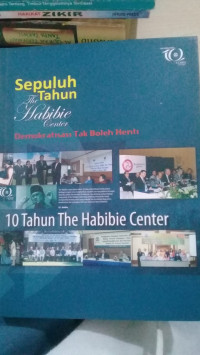 ZIKIR
Sepuluh
Tahun
The
Habibie
Center
Demokratisasi Tak Boleh Henti
10 Tahun The Habibie Center